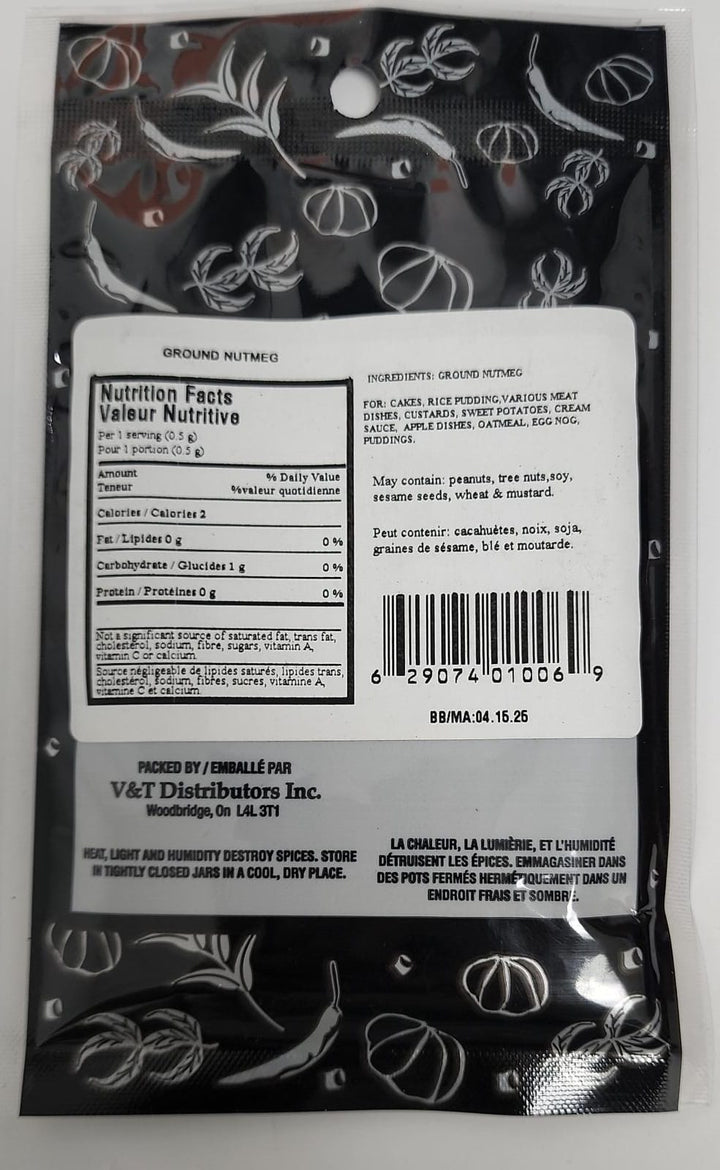 GROUND NUTMEG
Nutrition Facts
Valeur Nutritive
Per 1 serving (0.5 g)
Pour 1 portion (0.5 g)
Amount % Daily Value
Teneur %valeur quotidienne
Calories / Calories 2
Fat / Lipides 0 g 0 %
Carbohydrate / Glucides 1 g 0 %
Protein / Protéines 0 g 0 %
Not a significant source of saturated fat, trans fat,
cholesterol, sodium, fibre, sugars, vitamin A,
vitamin C or calcium
Source négligeable de lipides saturés, lipides trans,
cholesterol, sodium, fibres, sucres, vitamine A,
vitamine C et calcium
INGREDIENTS: GROUND NUTMEG
FOR: CAKES, RICE PUDDING, VARIOUS MEAT
DISHES, CUSTARDS, SWEET POTATOES, CREAM
SAUCE, APPLE DISHES, OATMEAL, EGG NOG,
PUDDINGS.
May contain: peanuts, tree nuts,soy,
sesame seeds, wheat & mustard.
Peut contenir: cacahuètes, noix, soja,
graines de sésame, blé et moutarde.
6 29074 01006 9
BB/MA:04.15.25
PACKED BY / EMBALLÉ PAR
V&T Distributors Inc.
Woodbridge, On L4L 3T1
HEAT, LIGHT AND HUMIDITY DESTROY SPICES. STORE
IN TIGHTLY CLOSED JARS IN A COOL, DRY PLACE.
LA CHALEUR, LA LUMIÈRIE, ET L'HUMIDITÉ
DÉTRUISENT LES ÉPICES. EMMAGASINER DANS
DES POTS FERMÉS HERMÉTIQUEMENT DANS UN
ENDROIT FRAIS ET SOMBRE.